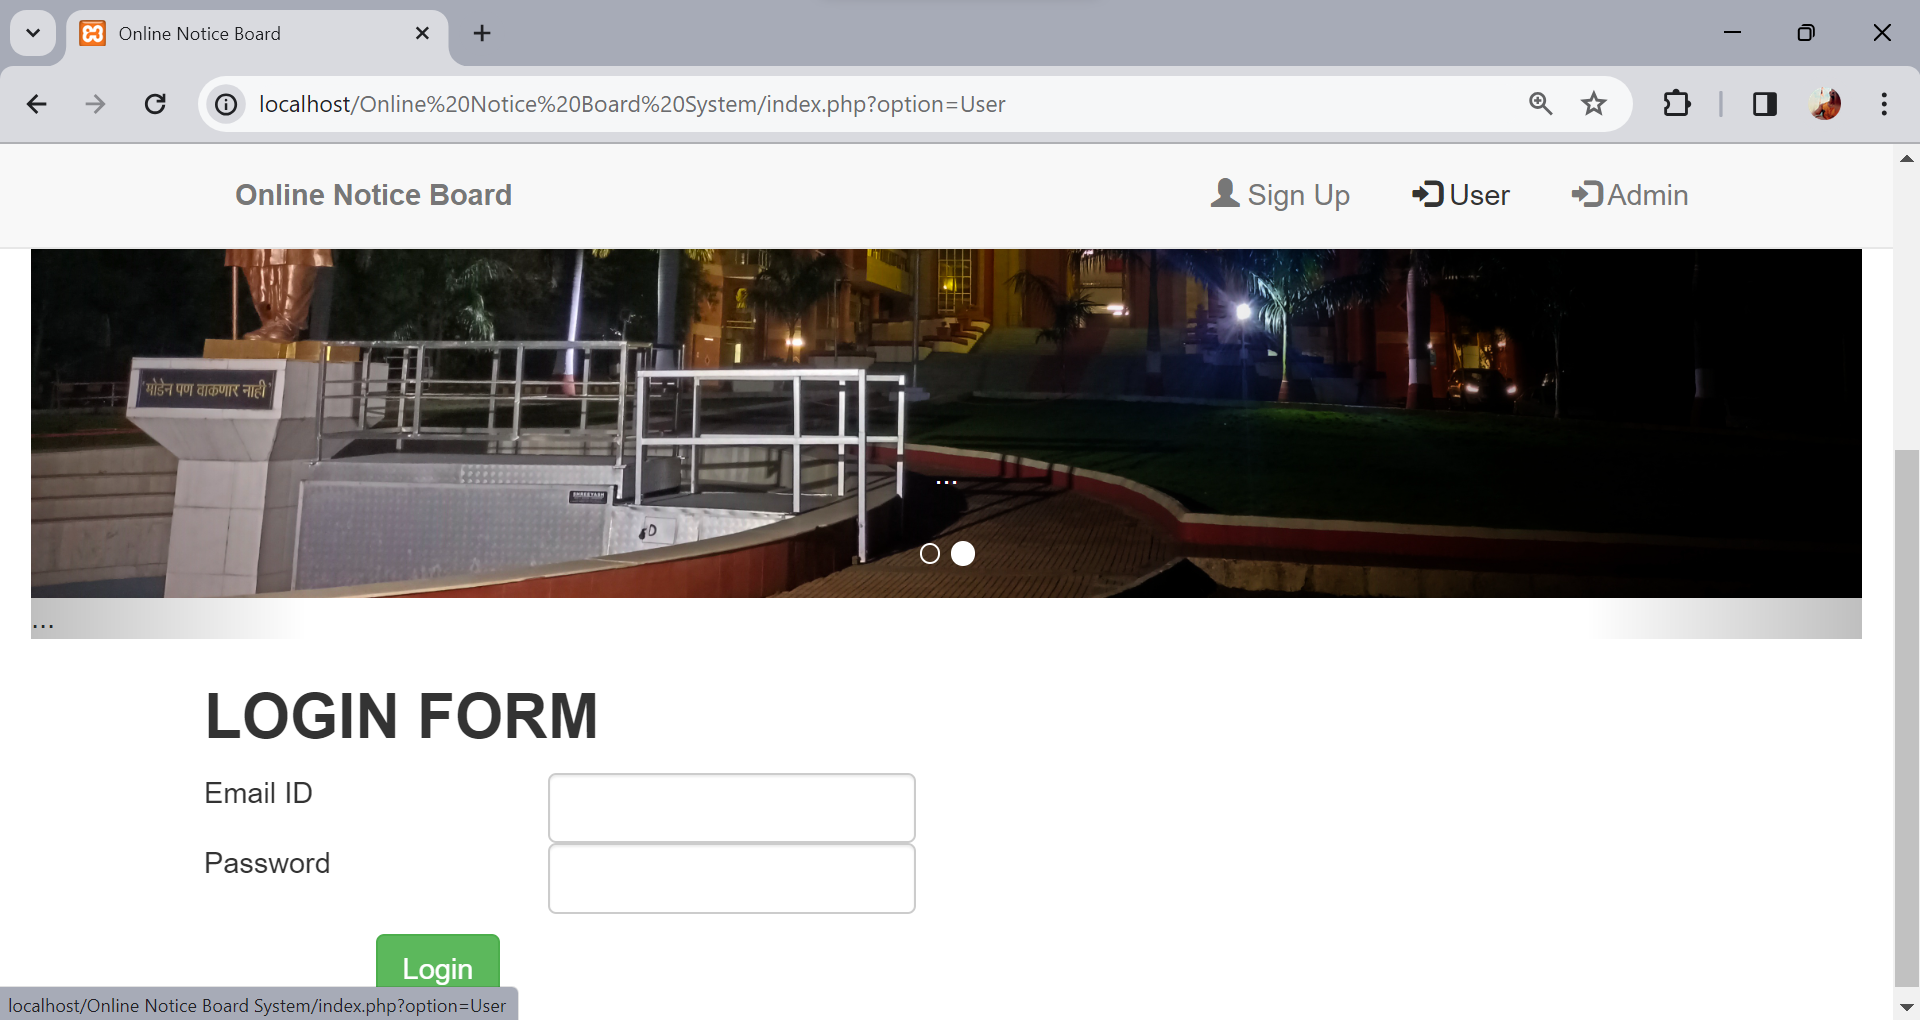 Online Notice Board
localhost/Online%20Notice%20Board%20System/index.php?option=User
Online Notice Board
Sign Up
User
Admin
'मोडेन पण वाकणार नाही'
SHREEYASH
D
...
...
LOGIN FORM
Email ID
Password
Login
localhost/Online Notice Board System/index.php?option=User